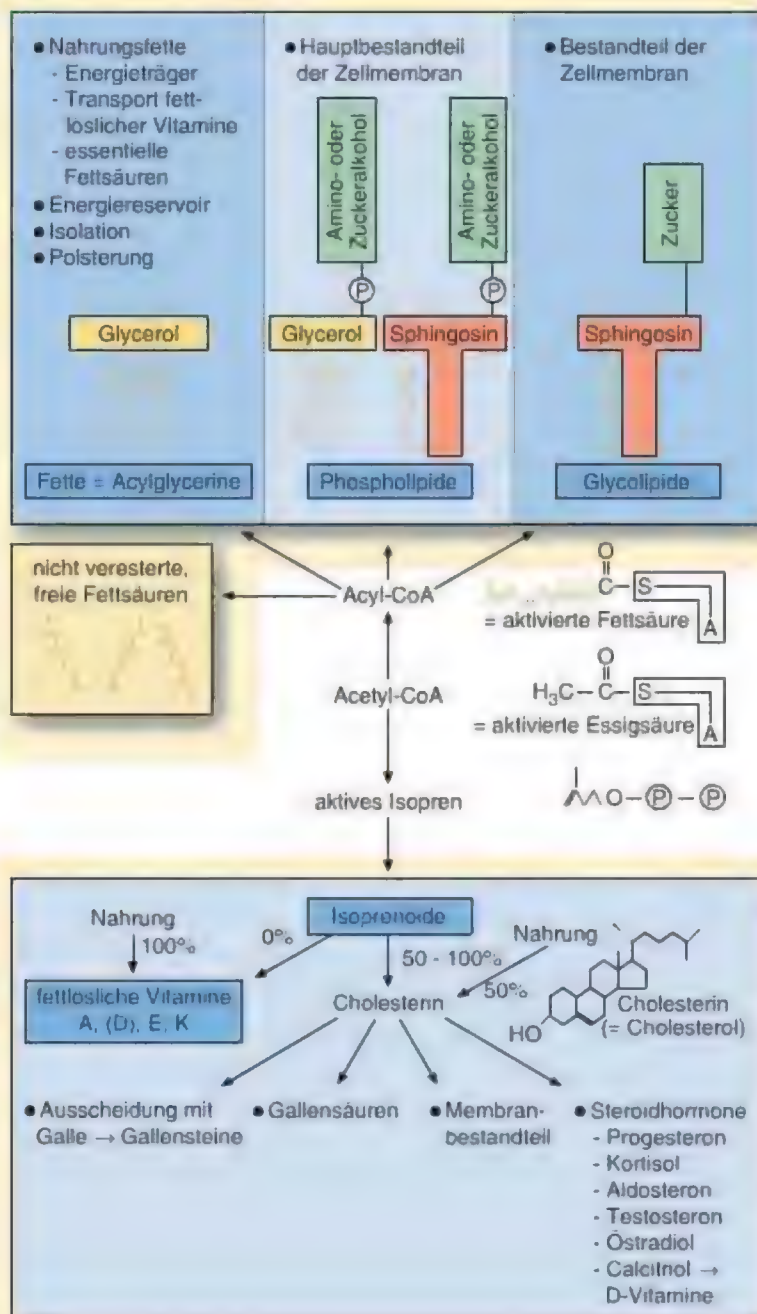 ● Nahrungsfette
- Energieträger
- Transport fett-
loslicher Vitamine
- essentielle
Fettsäuren
● Energiereservoir
● Isolation
● Polsterung
Glycerol
Fette = Acylglycerine
● Hauptbestandteil
der Zellmembran
Amino- oder
Zuckeralkohol
P
Glycerol
Amino- oder
Zuckeralkohol
P
Sphingosin
Phospholipide
● Bestandteil der
Zellmembran
Zucker
Sphingosin
Glycolipide
nicht veresterte,
freie Fettsäuren
Acyl-CoA
O
C–S
A
= aktivierte Fettsäure
Acetyl-CoA
O
H₃C–C–S
A
= aktivierte Essigsäure
aktives Isopren
O–P–P
Isoprenoide
Nahrung
100%
0%
50 - 100%
Nahrung
50%
fettlösliche Vitamine
A, (D), E, K
Cholesterin
HO
Cholesterin
(= Cholesterol)
● Ausscheidung mit
Galle → Gallensteine
● Gallensäuren
● Membran-
bestandteil
● Steroidhormone
- Progesteron
- Kortisol
- Aldosteron
- Testosteron
- Östradiol
- Calcitriol →
D-Vitamine